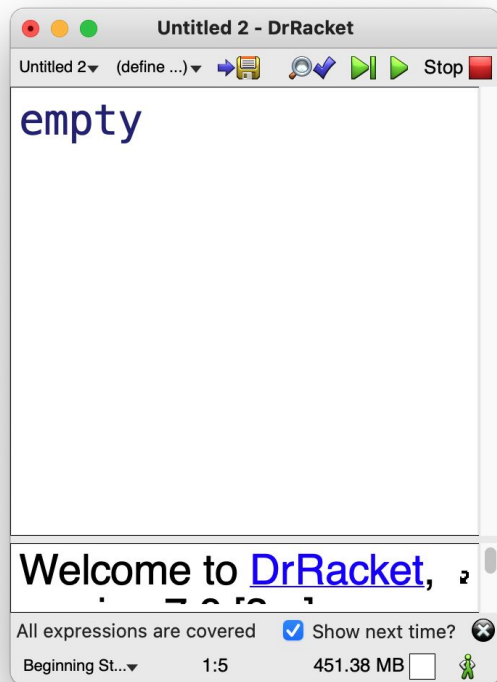 Untitled 2 - DrRacket
Untitled 2 (define ...) Stop
empty
Welcome to DrRacket,
All expressions are covered Show next time?
Beginning St... 1:5 451.38 MB